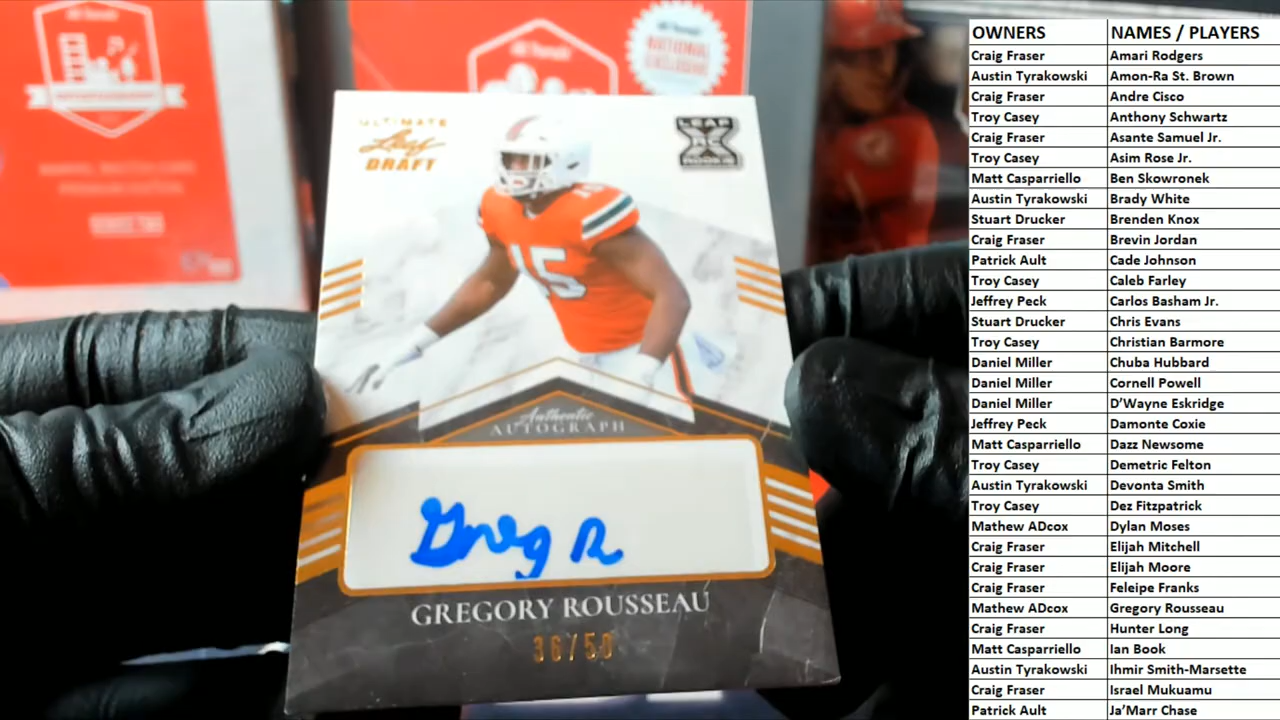 NATIONAL
EXCLUSIVE
ULTIMATE
Leaf
DRAFT
LEAF
RC
ROOKIE
15
Authentic
AUTOGRAPH
Greg R
GREGORY ROUSSEAU
36/50
OWNERS NAMES / PLAYERS
Craig Fraser Amari Rodgers
Austin Tyrakowski Amon-Ra St. Brown
Craig Fraser Andre Cisco
Troy Casey Anthony Schwartz
Craig Fraser Asante Samuel Jr.
Troy Casey Asim Rose Jr.
Matt Casparriello Ben Skowronek
Austin Tyrakowski Brady White
Stuart Drucker Brenden Knox
Craig Fraser Brevin Jordan
Patrick Ault Cade Johnson
Troy Casey Caleb Farley
Jeffrey Peck Carlos Basham Jr.
Stuart Drucker Chris Evans
Troy Casey Christian Barmore
Daniel Miller Chuba Hubbard
Daniel Miller Cornell Powell
Daniel Miller D'Wayne Eskridge
Jeffrey Peck Damonte Coxie
Matt Casparriello Dazz Newsome
Troy Casey Demetric Felton
Austin Tyrakowski Devonta Smith
Troy Casey Dez Fitzpatrick
Mathew ADcox Dylan Moses
Craig Fraser Elijah Mitchell
Craig Fraser Elijah Moore
Craig Fraser Feleipe Franks
Mathew ADcox Gregory Rousseau
Craig Fraser Hunter Long
Matt Casparriello Ian Book
Austin Tyrakowski Ihmir Smith-Marsette
Craig Fraser Israel Mukuamu
Patrick Ault Ja'Marr Chase